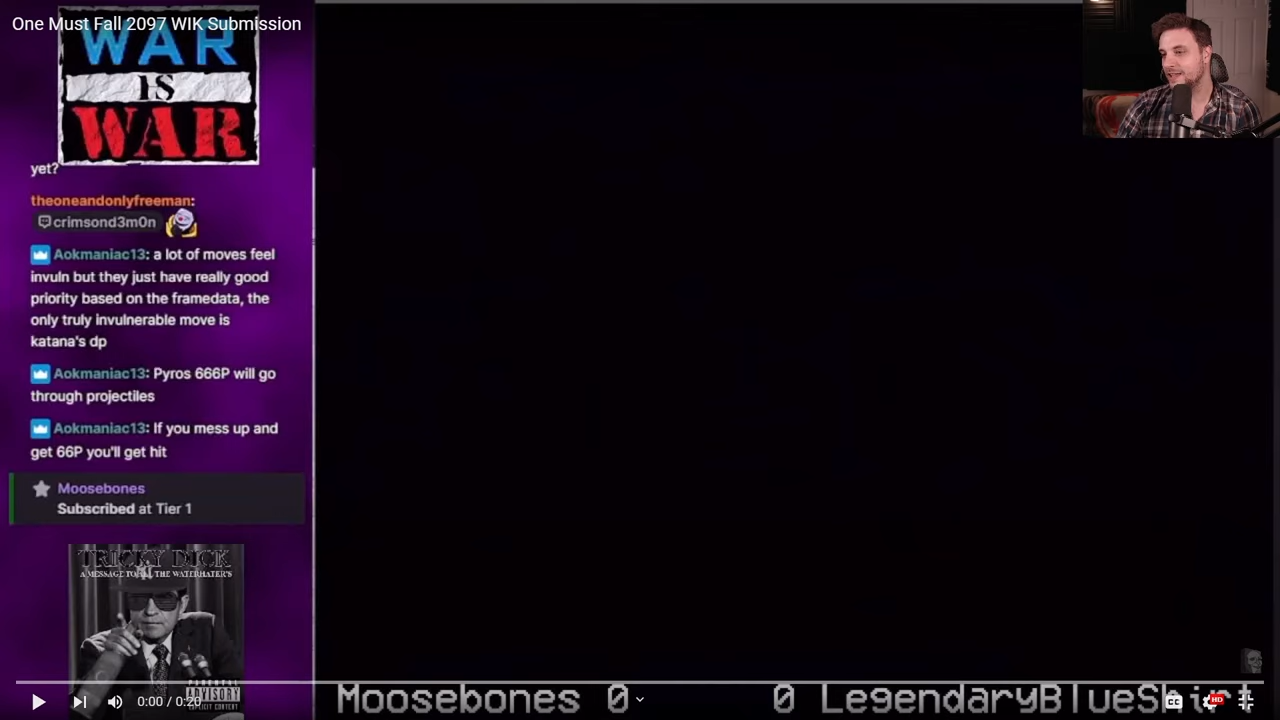 One Must Fall 2097 WIK Submission
WAR
IS
WAR
yet?
theoneandonlyfreeman:
crimsond3m0n
Aokmaniac13: a lot of moves feel
invuln but they just have really good
priority based on the framedata, the
only truly invulnerable move is
katana's dp
Aokmaniac13: Pyros 666P will go
through projectiles
Aokmaniac13: If you mess up and
get 66P you'll get hit
Moosebones
Subscribed at Tier 1
TRICKY DICK
A MESSAGE TO ALL THE WATERHATER'S
PARENTAL
ADVISORY
EXPLICIT CONTENT
0:00 / 0:20
Moosebones 0
0 LegendaryBlueShirt
CC
HD